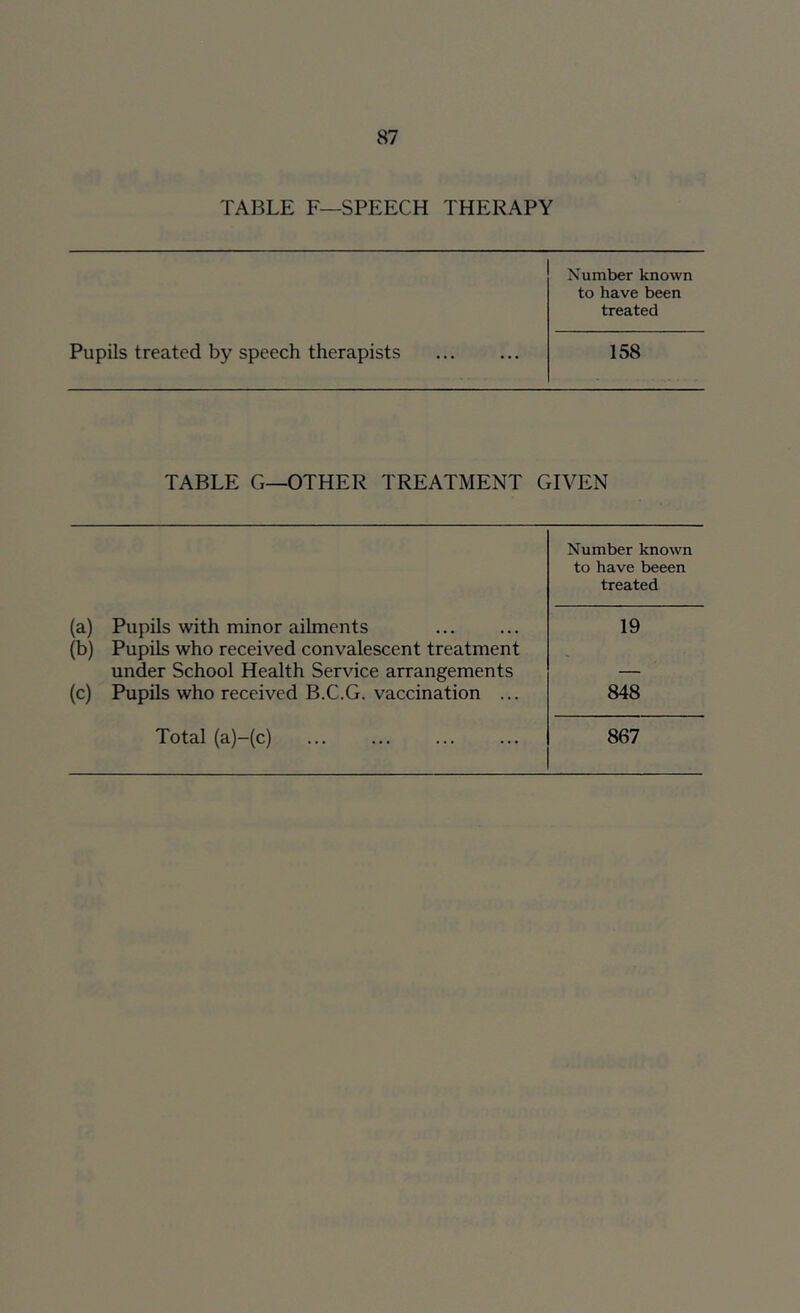 87
TABLE F—SPEECH THERAPY
Number known
to have been
treated
Pupils treated by speech therapists ... ... 158
TABLE G—OTHER TREATMENT GIVEN
Number known
to have beeen
treated
(a) Pupils with minor ailments ... ... 19
(b) Pupils who received convalescent treatment
under School Health Service arrangements —
(c) Pupils who received B.C.G. vaccination ... 848
Total (a)-(c) ... ... ... ... 867